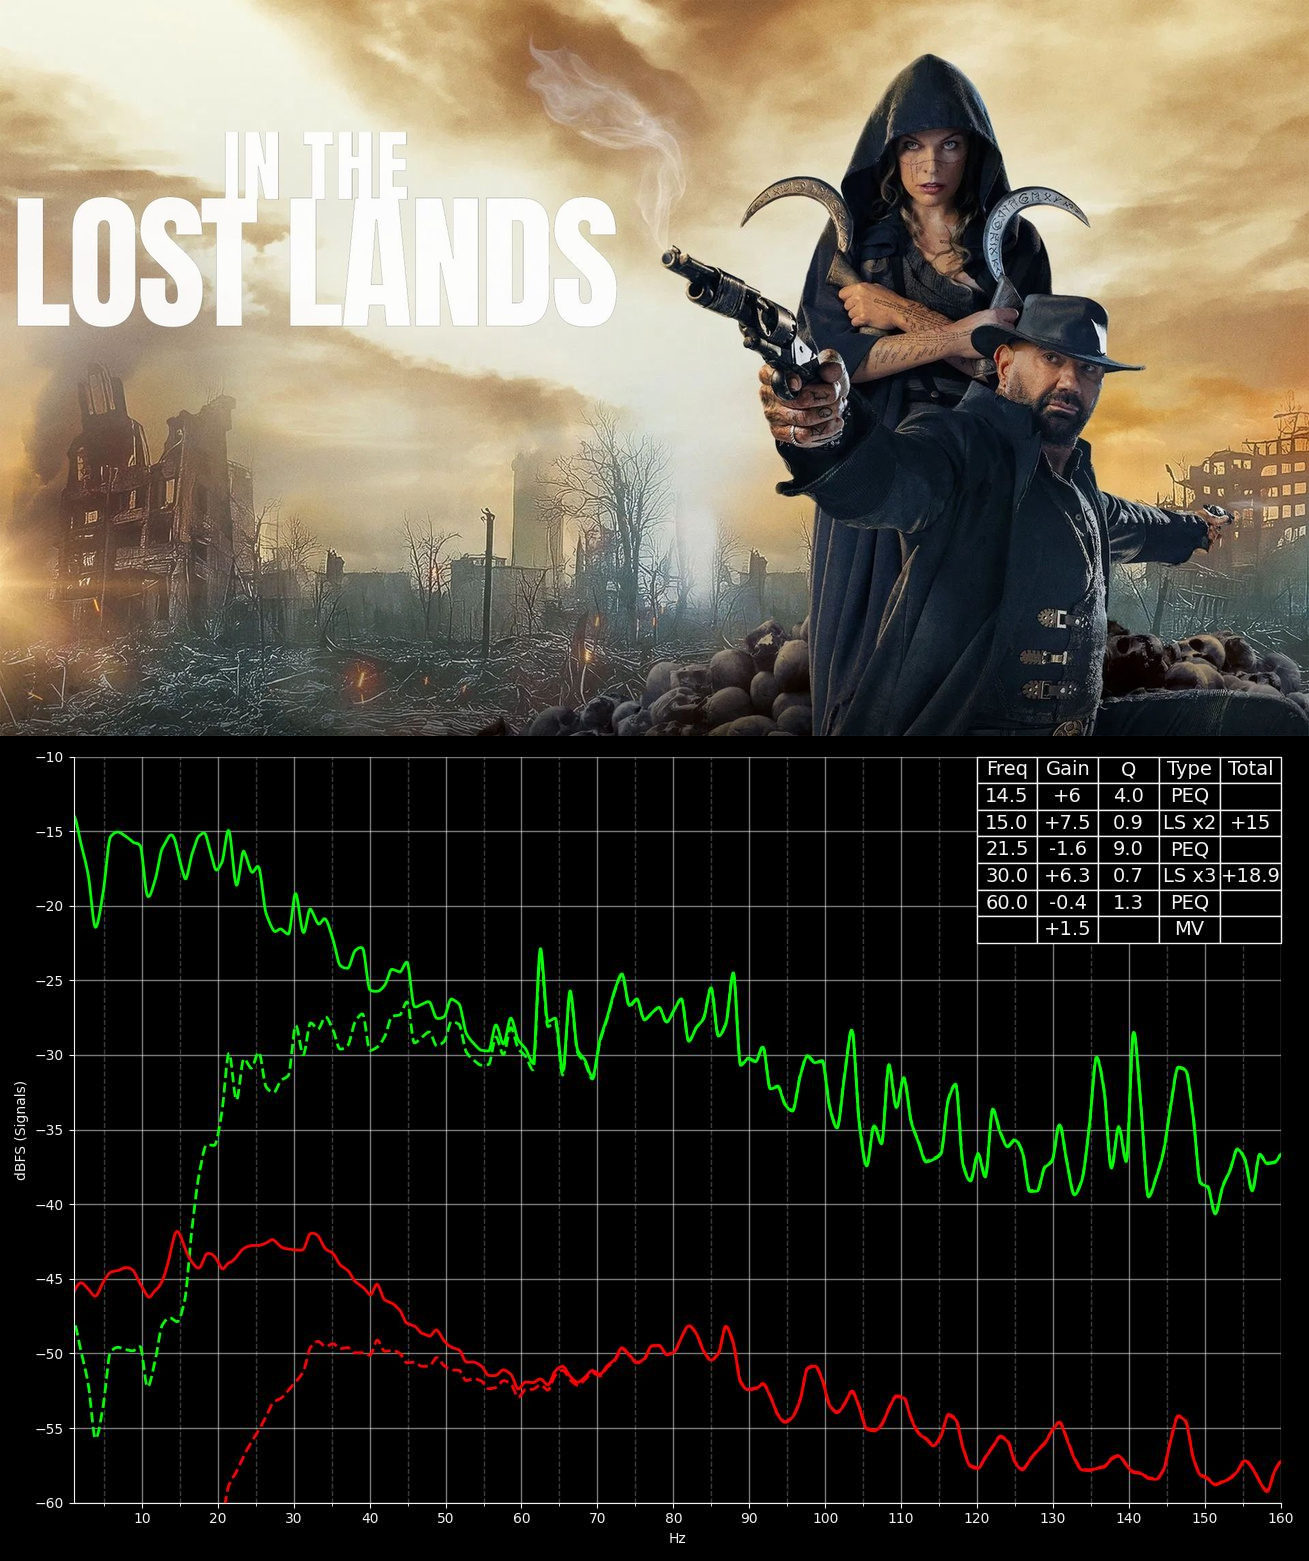 IN THE
LOST LANDS
Freq Gain Q Type Total
14.5 +6 4.0 PEQ
15.0 +7.5 0.9 LS x2 +15
21.5 -1.6 9.0 PEQ
30.0 +6.3 0.7 LS x3 +18.9
60.0 -0.4 1.3 PEQ
+1.5 MV
−10
−15
−20
−25
−30
−35
−40
−45
−50
−55
−60
dBFS (Signals)
10 20 30 40 50 60 70 80 90 100 110 120 130 140 150 160
Hz